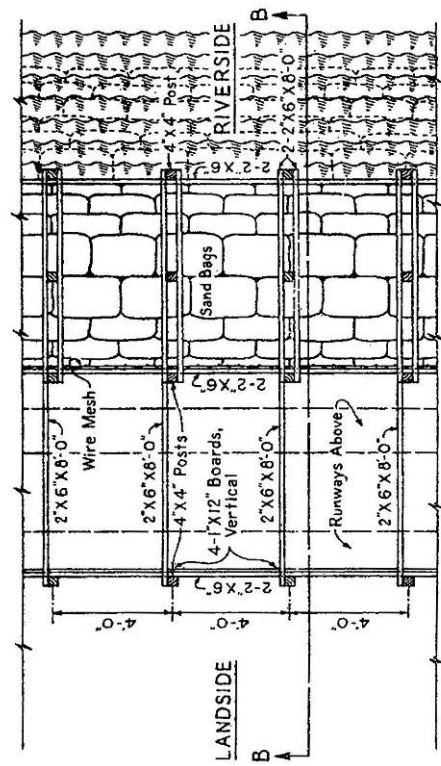 B
RIVERSIDE
4"X4" Post
2-2"X6"X8'-0"
2-2"X6"
Sand Bags
2-2"X6"
Wire Mesh
2"X6"X8'-0"
2"X6"X8'-0"
4"X4" Posts
4-1"X12" Boards,
Vertical
2"X6"X8'-0"
Runways Above
2"X6"X8'-0"
2-2"X6"
4'-0"
4'-0"
4'-0"
LANDSIDE
B